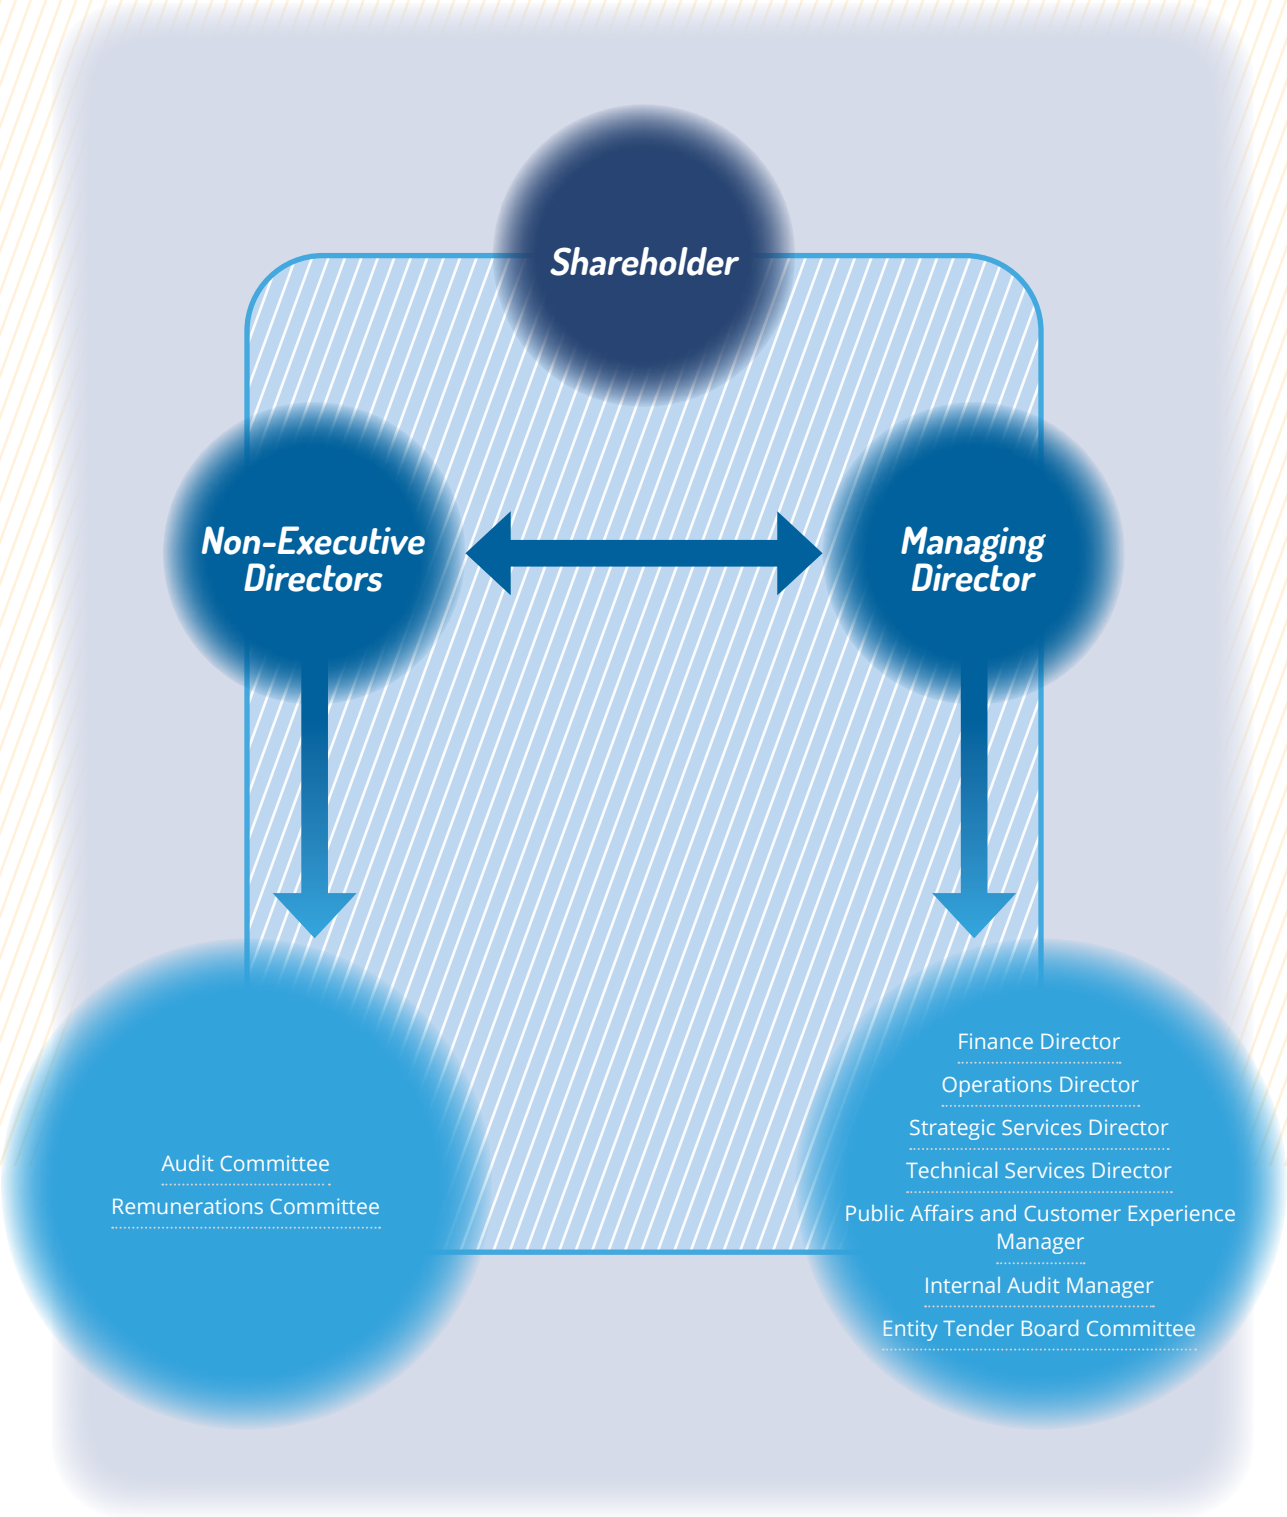 Shareholder
Non-Executive
Directors
Managing
Director
Audit Committee
Remunerations Committee
Finance Director
Operations Director
Strategic Services Director
Technical Services Director
Public Affairs and Customer Experience
Manager
Internal Audit Manager
Entity Tender Board Committee